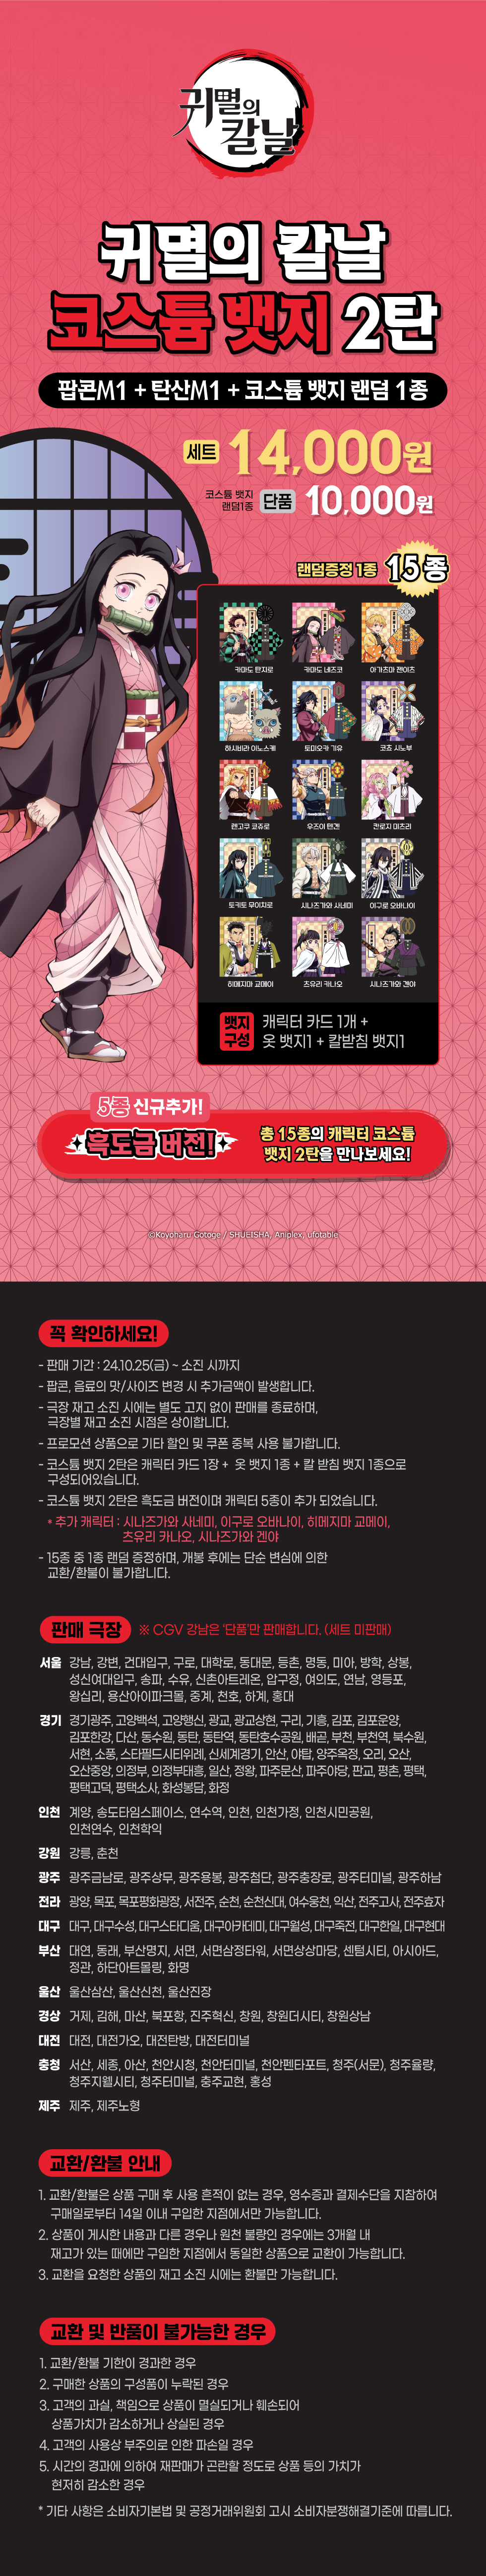 귀멸의
칼날
귀멸의 칼날
코스튬 뱃지 2탄
팝콘M1 + 탄산M1 + 코스튬 뱃지 랜덤 1종
세트 14,000원
코스튬 뱃지
랜덤1종 단품 10,000원
랜덤증정 1종 15종
카마도 탄지로 카마도 네즈코 아가츠마 젠이츠
하시비라 이노스케 토미오카 기유 코쵸 시노부
렌고쿠 쿄쥬로 우즈이 텐겐 칸로지 미츠리
토키토 무이치로 시나즈가와 사네미 이구로 오바나이
히메지마 교메이 츠유리 카나오 시나즈가와 겐야
뱃지
구성
캐릭터 카드 1개 +
옷 뱃지1 + 칼받침 뱃지1
5종 신규추가!
흑도금 버전!
총 15종의 캐릭터 코스튬
뱃지 2탄을 만나보세요!
©Koyoharu Gotoge / SHUEISHA, Aniplex, ufotable
꼭 확인하세요!
- 판매 기간 : 24.10.25(금) ~ 소진 시까지
- 팝콘, 음료의 맛/사이즈 변경 시 추가금액이 발생합니다.
- 극장 재고 소진 시에는 별도 고지 없이 판매를 종료하며,
극장별 재고 소진 시점은 상이합니다.
- 프로모션 상품으로 기타 할인 및 쿠폰 중복 사용 불가합니다.
- 코스튬 뱃지 2탄은 캐릭터 카드 1장 + 옷 뱃지 1종 + 칼 받침 뱃지 1종으로
구성되어있습니다.
- 코스튬 뱃지 2탄은 흑도금 버전이며 캐릭터 5종이 추가 되었습니다.
* 추가 캐릭터 : 시나즈가와 사네미, 이구로 오바나이, 히메지마 교메이,
츠유리 카나오, 시나즈가와 겐야
- 15종 중 1종 랜덤 증정하며, 개봉 후에는 단순 변심에 의한
교환/환불이 불가합니다.
판매 극장 ※ CGV 강남은 '단품'만 판매합니다. (세트 미판매)
서울 강남, 강변, 건대입구, 구로, 대학로, 동대문, 등촌, 명동, 미아, 방학, 상봉,
성신여대입구, 송파, 수유, 신촌아트레온, 압구정, 여의도, 연남, 영등포,
왕십리, 용산아이파크몰, 중계, 천호, 하계, 홍대
경기 경기광주, 고양백석, 고양행신, 광교, 광교상현, 구리, 기흥, 김포, 김포운양,
김포한강, 다산, 동수원, 동탄, 동탄역, 동탄호수공원, 배곧, 부천, 부천역, 북수원,
서현, 소풍, 스타필드시티위례, 신세계경기, 안산, 야탑, 양주옥정, 오리, 오산,
오산중앙, 의정부, 의정부태흥, 일산, 정왕, 파주문산, 파주야당, 판교, 평촌, 평택,
평택고덕, 평택소사, 화성봉담, 화정
인천 계양, 송도타임스페이스, 연수역, 인천, 인천가정, 인천시민공원,
인천연수, 인천학익
강원 강릉, 춘천
광주 광주금남로, 광주상무, 광주용봉, 광주첨단, 광주충장로, 광주터미널, 광주하남
전라 광양, 목포, 목포평화광장, 서전주, 순천, 순천신대, 여수웅천, 익산, 전주고사, 전주효자
대구 대구, 대구수성, 대구스타디움, 대구아카데미, 대구월성, 대구죽전, 대구한일, 대구현대
부산 대연, 동래, 부산명지, 서면, 서면삼정타워, 서면상상마당, 센텀시티, 아시아드,
정관, 하단아트몰링, 화명
울산 울산삼산, 울산신천, 울산진장
경상 거제, 김해, 마산, 북포항, 진주혁신, 창원, 창원더시티, 창원상남
대전 대전, 대전가오, 대전탄방, 대전터미널
충청 서산, 세종, 아산, 천안시청, 천안터미널, 천안펜타포트, 청주(서문), 청주율량,
청주지웰시티, 청주터미널, 충주교현, 홍성
제주 제주, 제주노형
교환/환불 안내
1. 교환/환불은 상품 구매 후 사용 흔적이 없는 경우, 영수증과 결제수단을 지참하여
구매일로부터 14일 이내 구입한 지점에서만 가능합니다.
2. 상품이 게시한 내용과 다른 경우나 원천 불량인 경우에는 3개월 내
재고가 있는 때에만 구입한 지점에서 동일한 상품으로 교환이 가능합니다.
3. 교환을 요청한 상품의 재고 소진 시에는 환불만 가능합니다.
교환 및 반품이 불가능한 경우
1. 교환/환불 기한이 경과한 경우
2. 구매한 상품의 구성품이 누락된 경우
3. 고객의 과실, 책임으로 상품이 멸실되거나 훼손되어
상품가치가 감소하거나 상실된 경우
4. 고객의 사용상 부주의로 인한 파손일 경우
5. 시간의 경과에 의하여 재판매가 곤란할 정도로 상품 등의 가치가
현저히 감소한 경우
* 기타 사항은 소비자기본법 및 공정거래위원회 고시 소비자분쟁해결기준에 따릅니다.